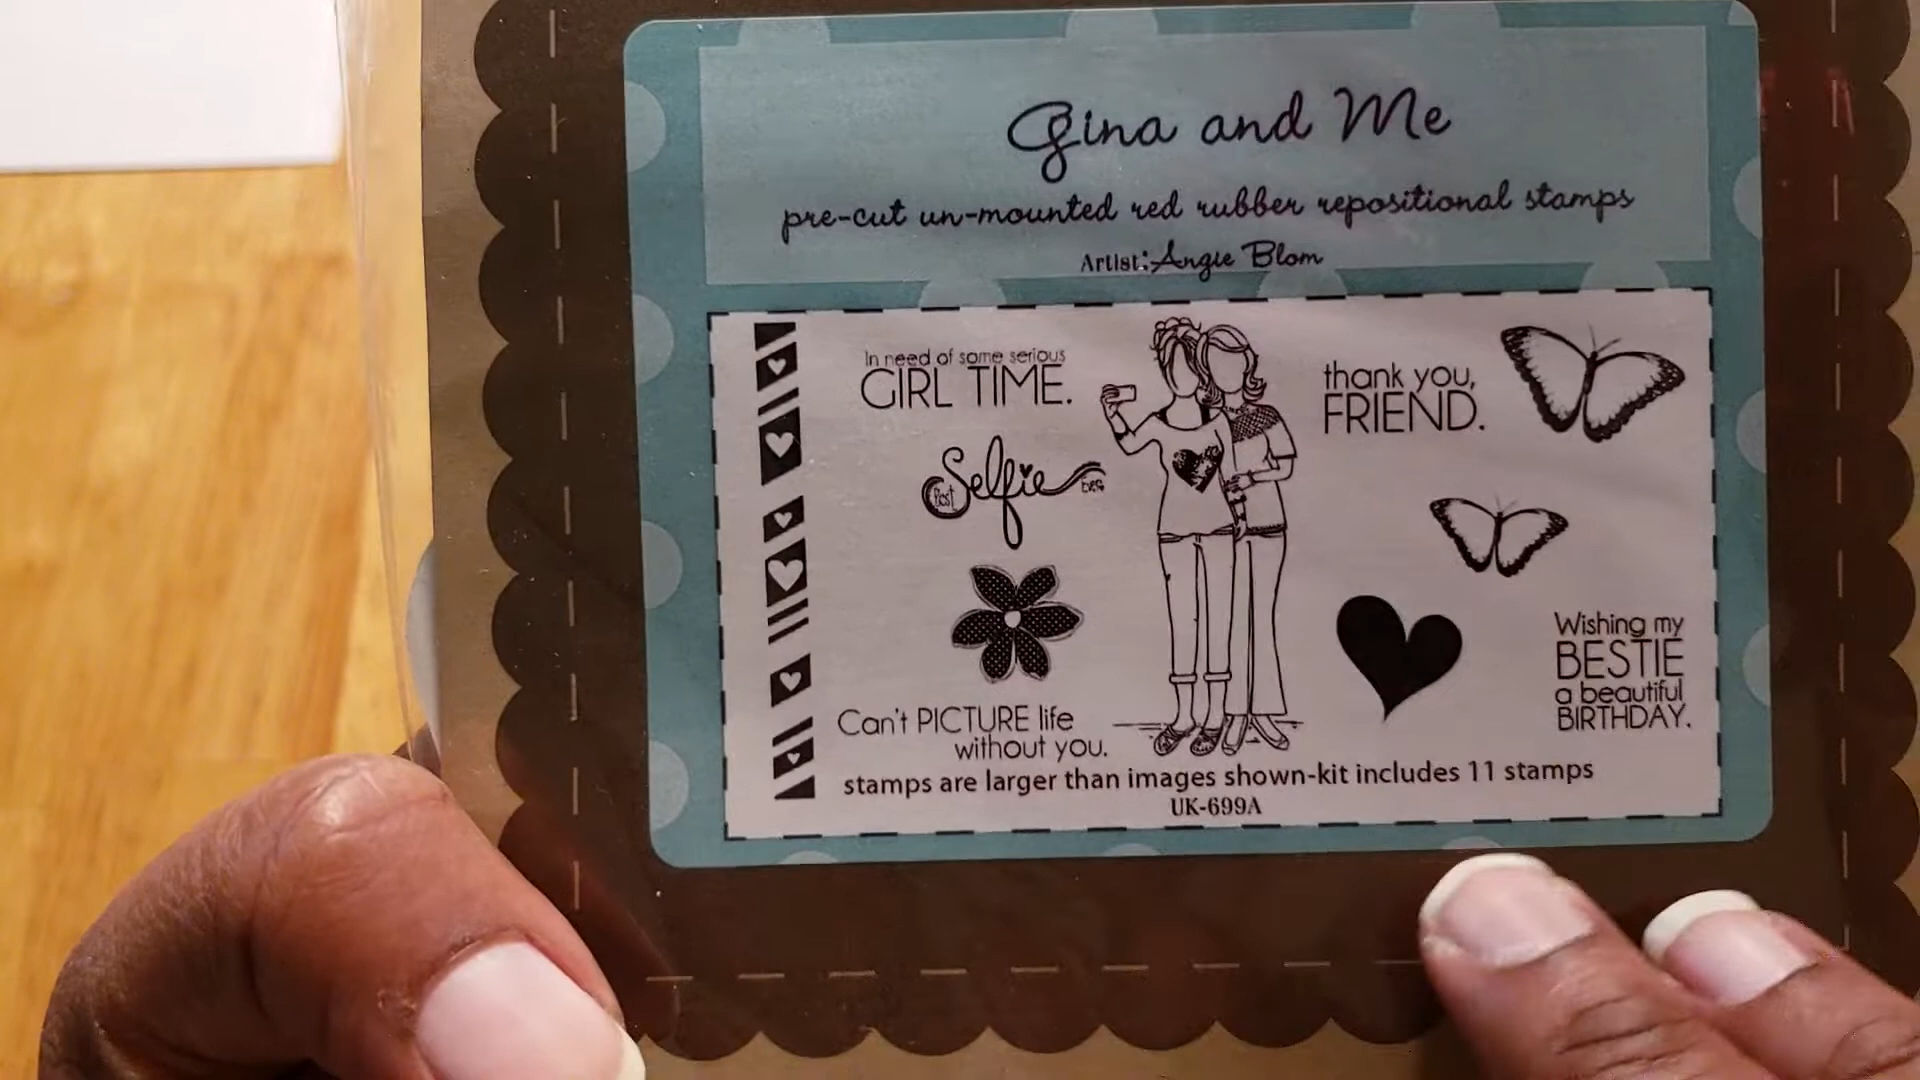 Gina and Me
pre-cut un-mounted red rubber repositional stamps
Artist: Angie Blom
In need of some serious
GIRL TIME.
Best Selfie Ever
thank you,
FRIEND.
Can't PICTURE life
without you.
Wishing my
BESTIE
a beautiful
BIRTHDAY.
stamps are larger than images shown-kit includes 11 stamps
UK-699A